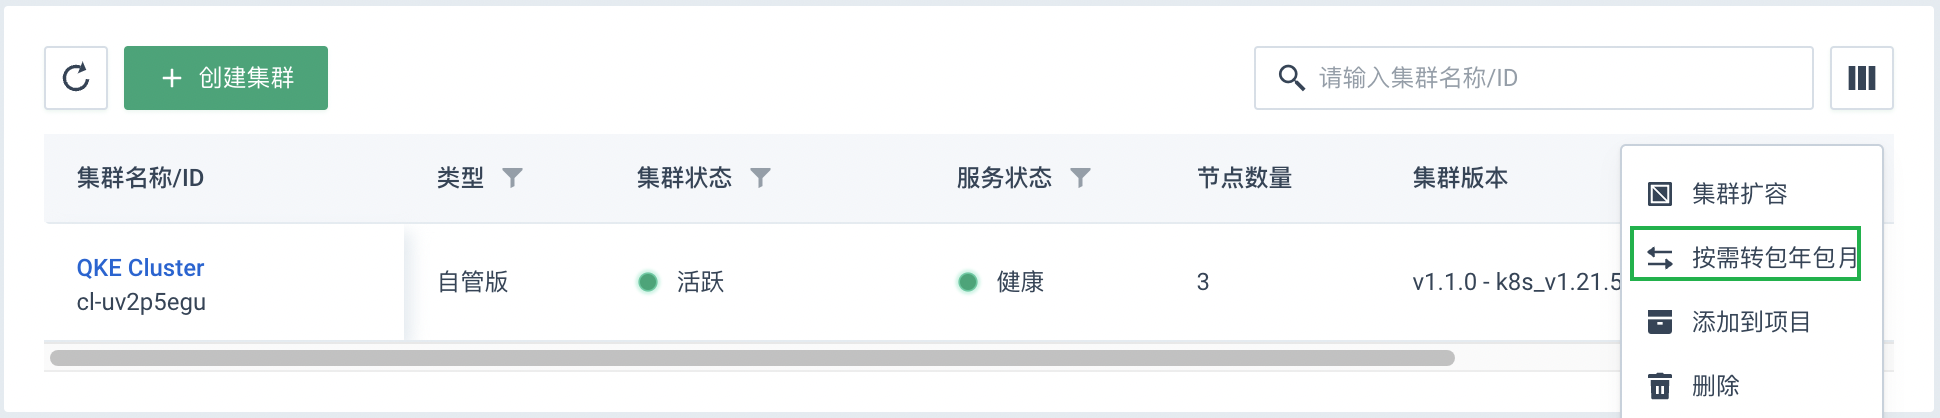 创建集群
请输入集群名称/ID
集群名称/ID 类型 集群状态 服务状态 节点数量 集群版本
QKE Cluster
cl-uv2p5egu
自管版 活跃 健康 3 v1.1.0 - k8s_v1.21.5
集群扩容
按需转包年包月
添加到项目
删除